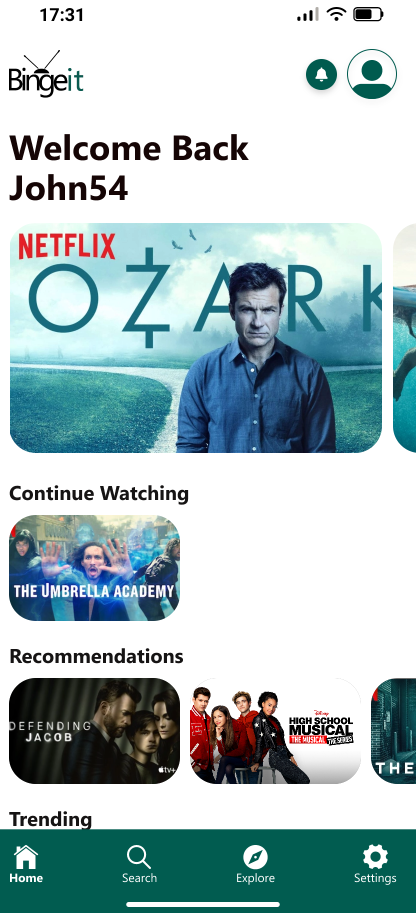 17:31
Bingeit
Welcome Back
John54
NETFLIX
OZARK
Continue Watching
THE UMBRELLA ACADEMY
Recommendations
DEFENDING
JACOB
tv+
Disney
HIGH SCHOOL
MUSICAL
THE MUSICAL THE SERIES
THE
Trending
Home
Search
Explore
Settings